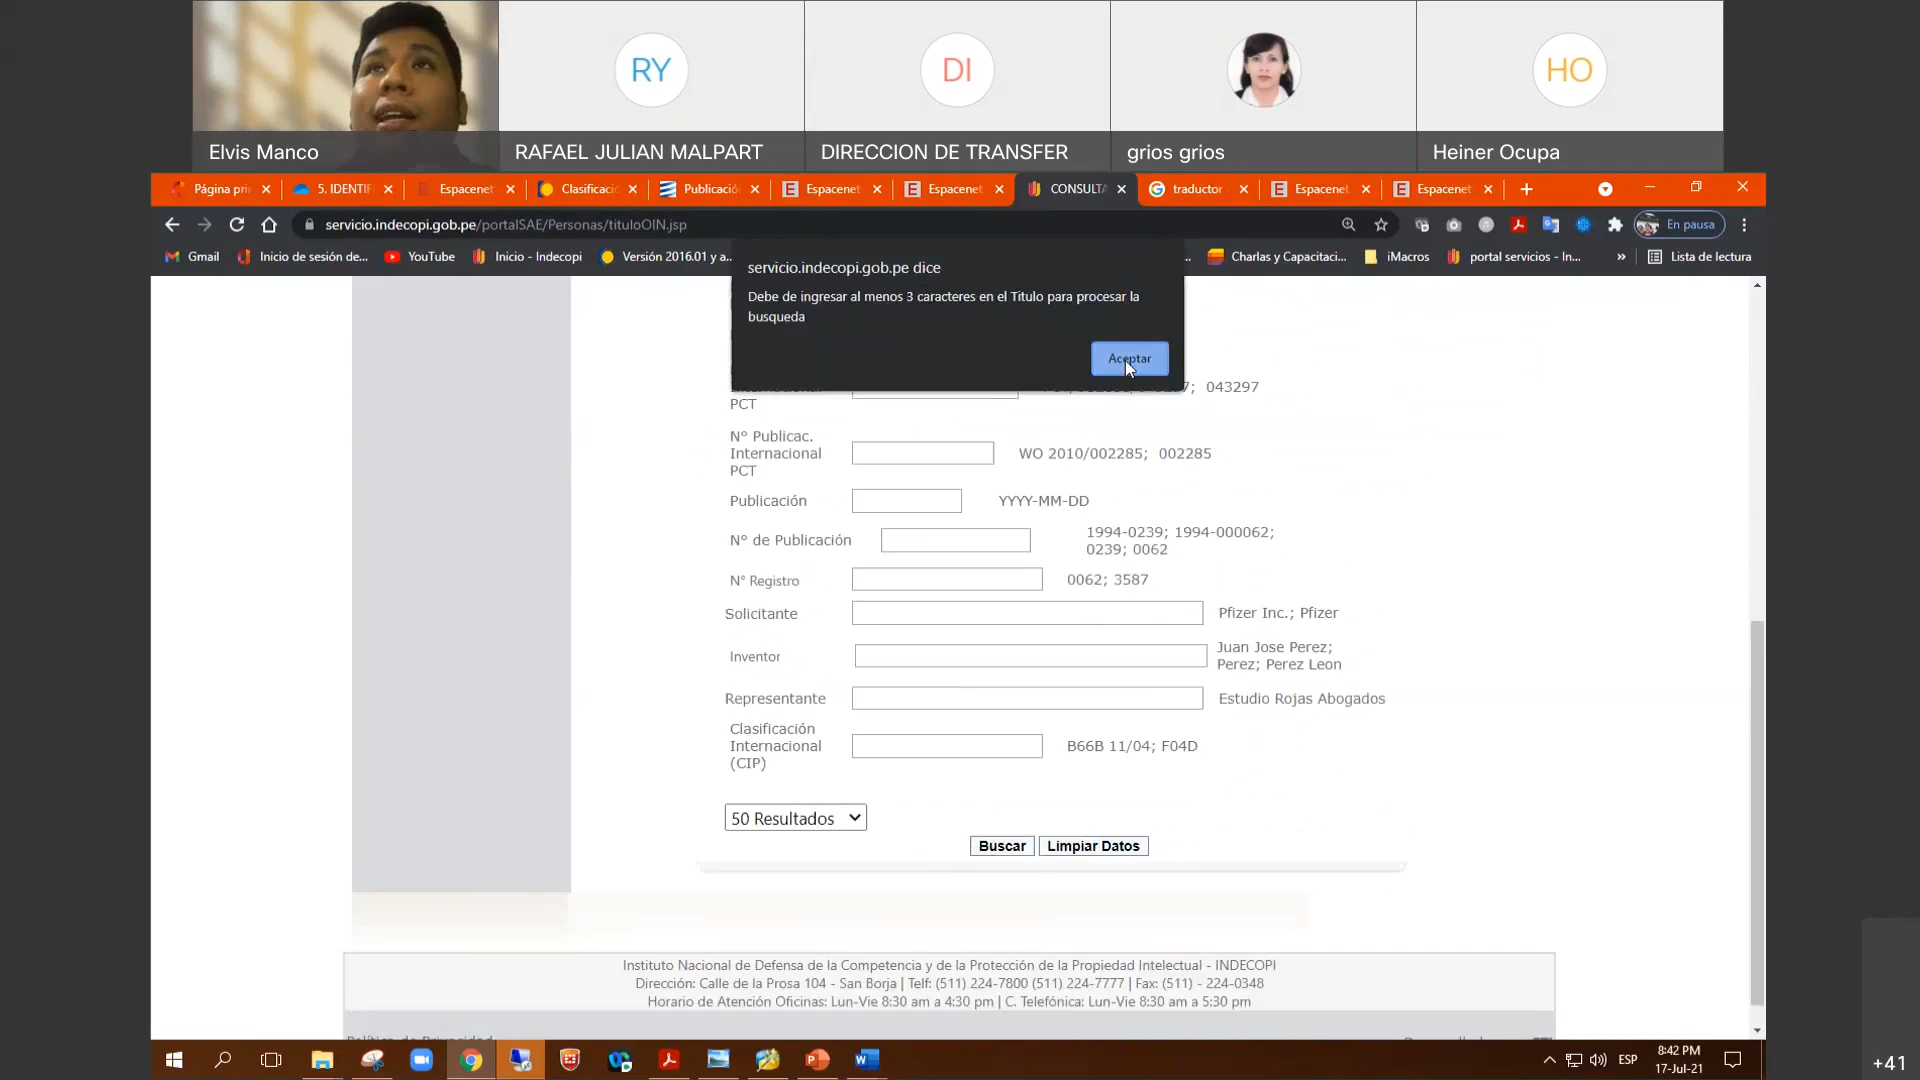 RY
DI
HO
Elvis Manco
RAFAEL JULIAN MALPART
DIRECCION DE TRANSFER
grios grios
Heiner Ocupa
Página prin
5. IDENTIF
Espacenet
Clasificació
Publicació
Espacenet
Espacenet
CONSULTA
traductor
Espacenet
Espacenet
servicio.indecopi.gob.pe/portalSAE/Personas/tituloOIN.jsp
En pausa
Gmail
Inicio de sesión de...
YouTube
Inicio - Indecopi
Versión 2016.01 y a...
Charlas y Capacitaci...
iMacros
portal servicios - In...
»
Lista de lectura
servicio.indecopi.gob.pe dice
Debe de ingresar al menos 3 caracteres en el Titulo para procesar la
busqueda
Aceptar
PCT
7; 043297
N° Publicac.
Internacional
PCT
WO 2010/002285; 002285
Publicación
YYYY-MM-DD
N° de Publicación
1994-0239; 1994-000062;
0239; 0062
N° Registro
0062; 3587
Solicitante
Pfizer Inc.; Pfizer
Inventor
Juan Jose Perez;
Perez; Perez Leon
Representante
Estudio Rojas Abogados
Clasificación
Internacional
(CIP)
B66B 11/04; F04D
50 Resultados
Buscar
Limpiar Datos
Instituto Nacional de Defensa de la Competencia y de la Protección de la Propiedad Intelectual - INDECOPI
Dirección: Calle de la Prosa 104 - San Borja | Telf: (511) 224-7800 (511) 224-7777 | Fax: (511) - 224-0348
Horario de Atención Oficinas: Lun-Vie 8:30 am a 4:30 pm | C. Telefónica: Lun-Vie 8:30 am a 5:30 pm
ESP
8:42 PM
17-Jul-21
+41